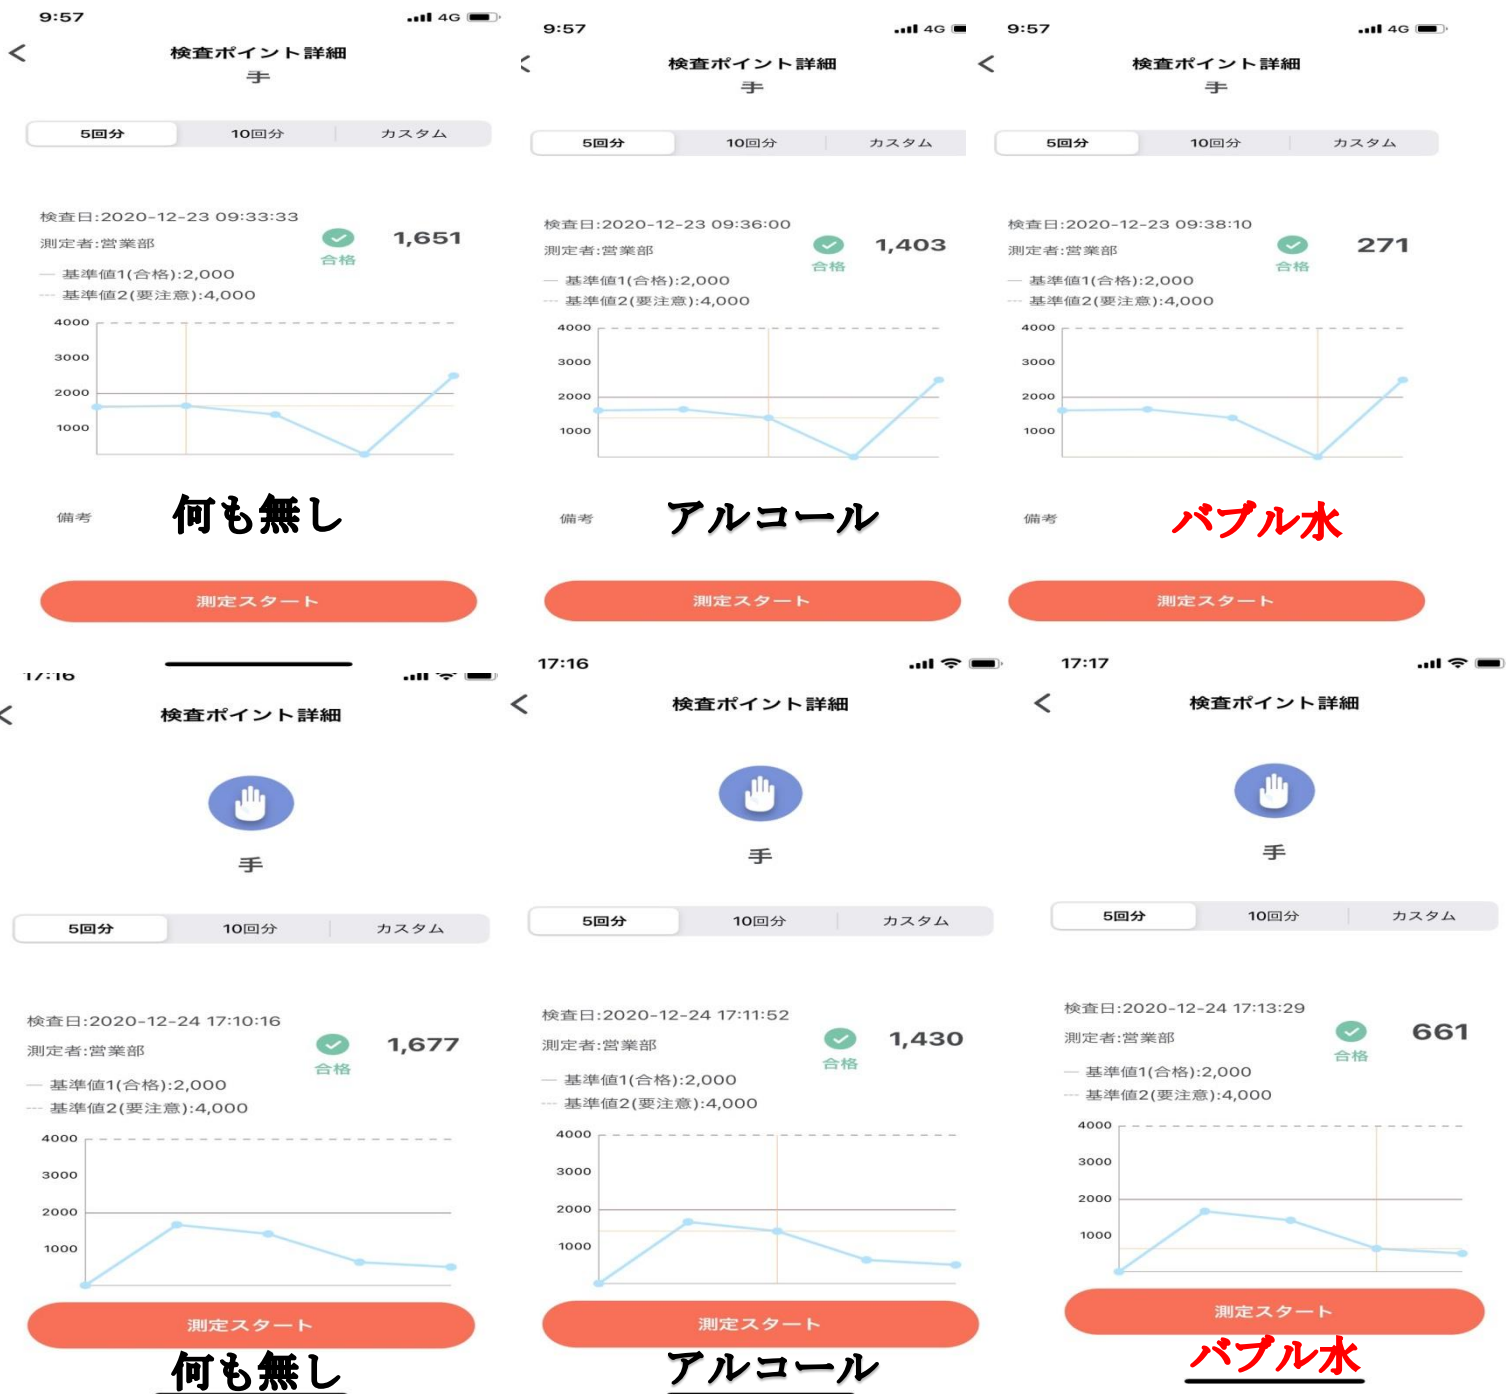 9:57
4G
検査ポイント詳細
手
5回分 10回分 カスタム
検査日:2020-12-23 09:33:33
測定者:営業部
合格
1,651
基準値1(合格):2,000
基準値2(要注意):4,000
4000
3000
2000
1000
備考
何も無し
測定スタート
9:57
4G
検査ポイント詳細
手
5回分 10回分 カスタム
検査日:2020-12-23 09:36:00
測定者:営業部
合格
1,403
基準値1(合格):2,000
基準値2(要注意):4,000
4000
3000
2000
1000
備考
アルコール
測定スタート
9:57
4G
検査ポイント詳細
手
5回分 10回分 カスタム
検査日:2020-12-23 09:38:10
測定者:営業部
合格
271
基準値1(合格):2,000
基準値2(要注意):4,000
4000
3000
2000
1000
備考
バブル水
測定スタート
17:16
検査ポイント詳細
手
5回分 10回分 カスタム
検査日:2020-12-24 17:10:16
測定者:営業部
合格
1,677
基準値1(合格):2,000
基準値2(要注意):4,000
4000
3000
2000
1000
測定スタート
何も無し
17:16
検査ポイント詳細
手
5回分 10回分 カスタム
検査日:2020-12-24 17:11:52
測定者:営業部
合格
1,430
基準値1(合格):2,000
基準値2(要注意):4,000
4000
3000
2000
1000
測定スタート
アルコール
17:17
検査ポイント詳細
手
5回分 10回分 カスタム
検査日:2020-12-24 17:13:29
測定者:営業部
合格
661
基準値1(合格):2,000
基準値2(要注意):4,000
4000
3000
2000
1000
測定スタート
バブル水